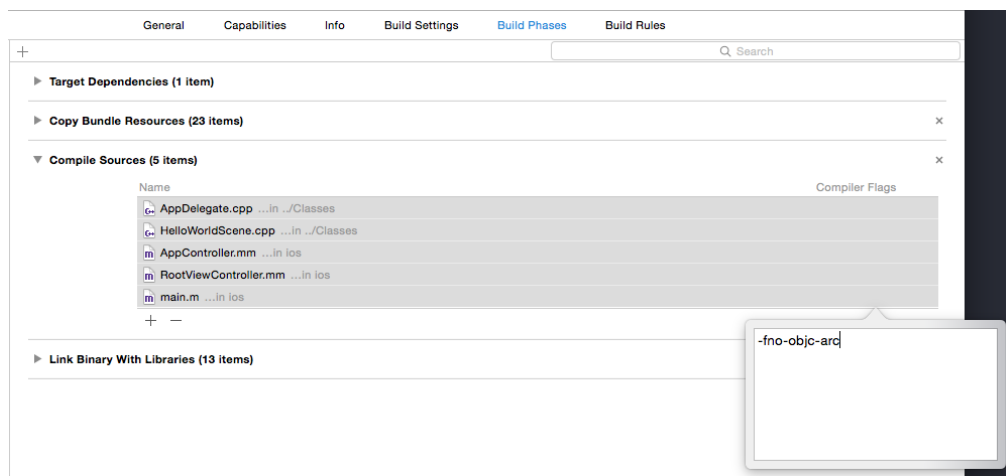 General Capabilities Info Build Settings Build Phases Build Rules
+ Search
Target Dependencies (1 item)
Copy Bundle Resources (23 items) ×
Compile Sources (5 items) ×
Name Compiler Flags
AppDelegate.cpp ...in ../Classes
HelloWorldScene.cpp ...in ../Classes
m AppController.mm ...in ios
m RootViewController.mm ...in ios
m main.m ...in ios
+ −
-fno-objc-arc
Link Binary With Libraries (13 items)